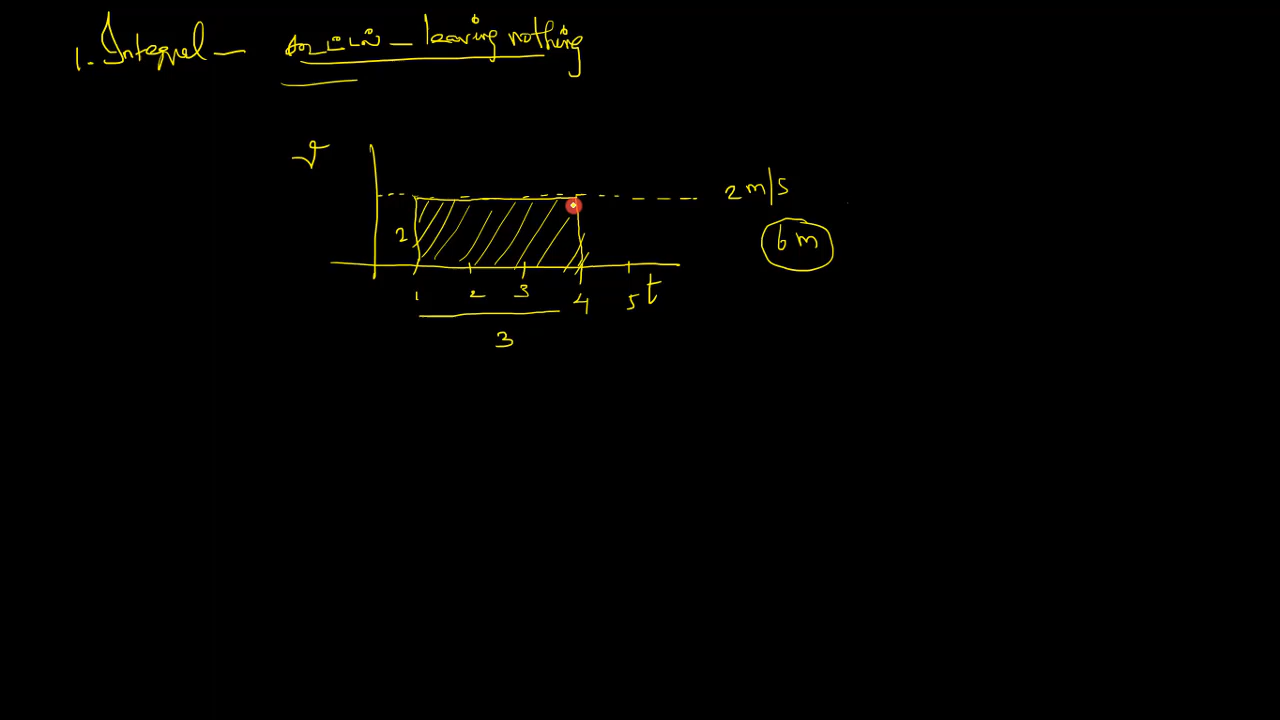 1. Integral — — leaving nothing
v
2 m/s
2
6 m
1 2 3 4 5 t
3